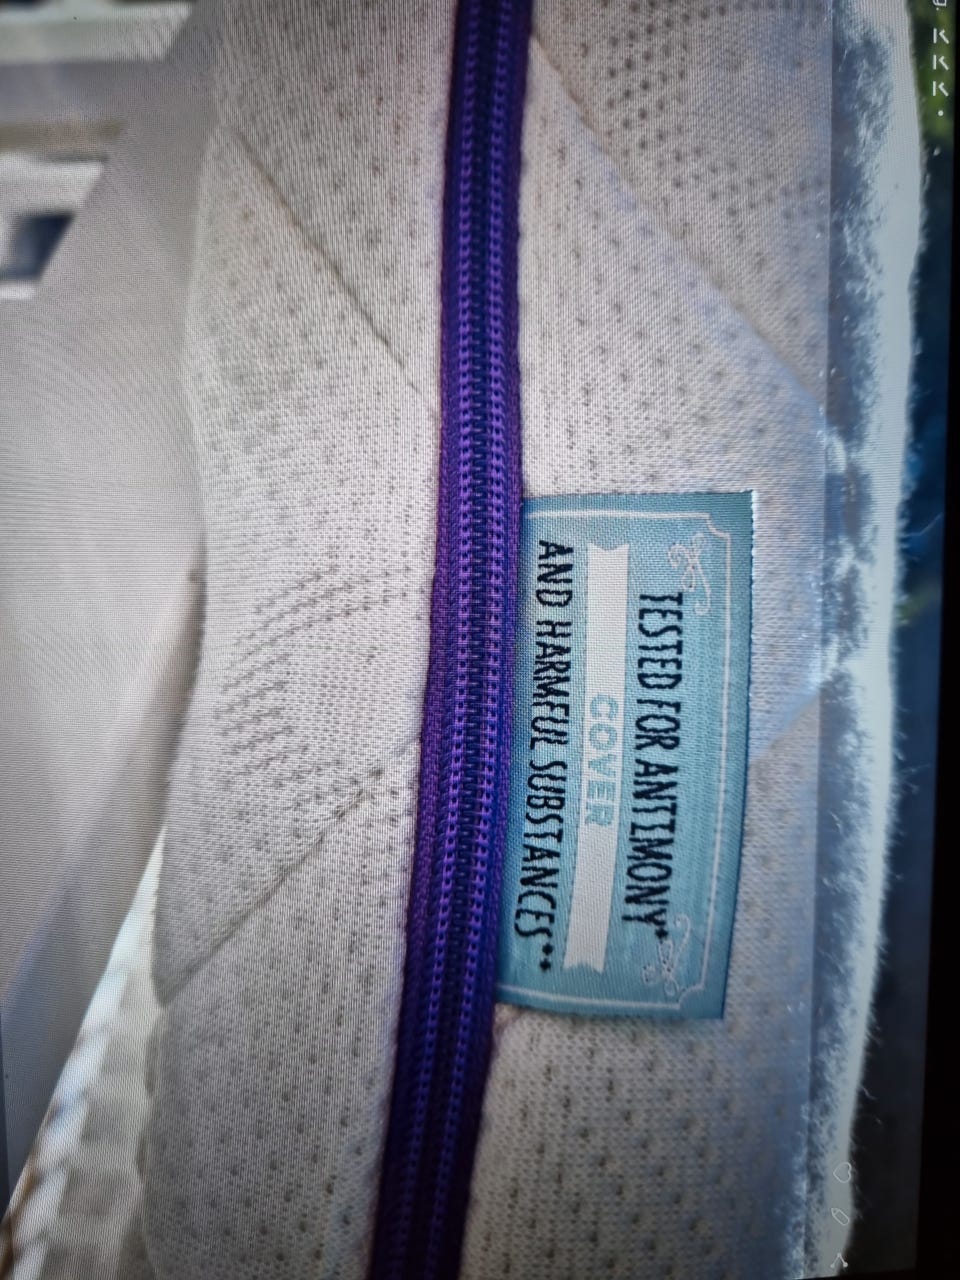 TESTED FOR ANTIMONY*
COVER
AND HARMFUL SUBSTANCES**